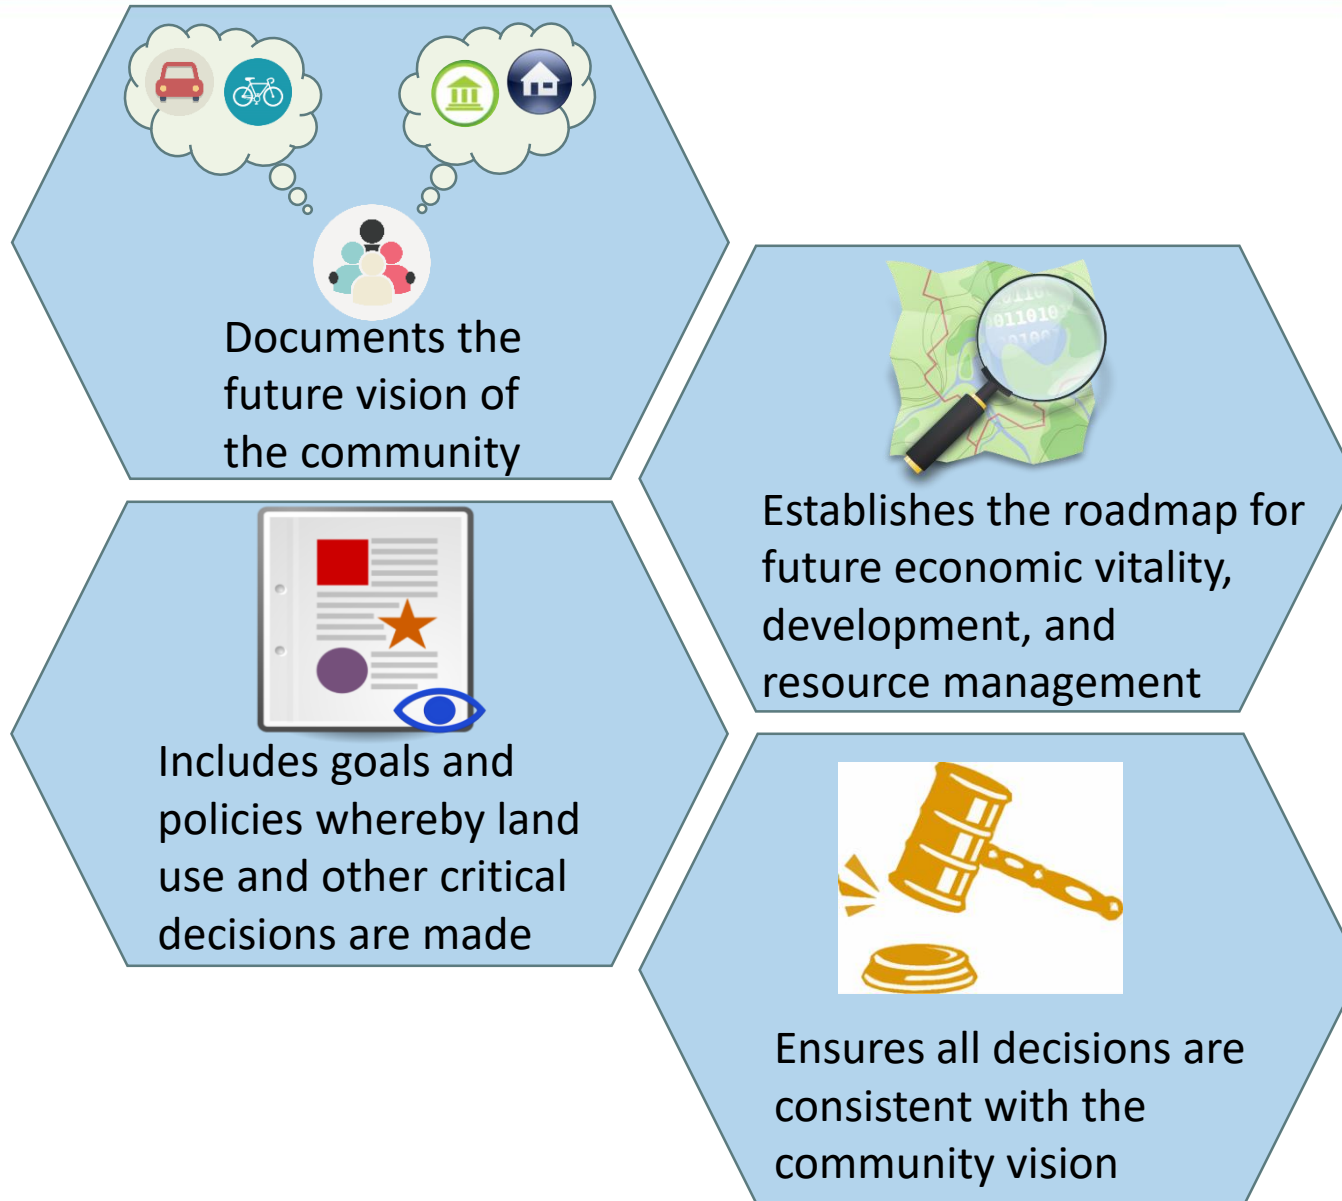 Documents the
future vision of
the community
011010
Establishes the roadmap for
future economic vitality,
development, and
resource management
Includes goals and
policies whereby land
use and other critical
decisions are made
Ensures all decisions are
consistent with the
community vision